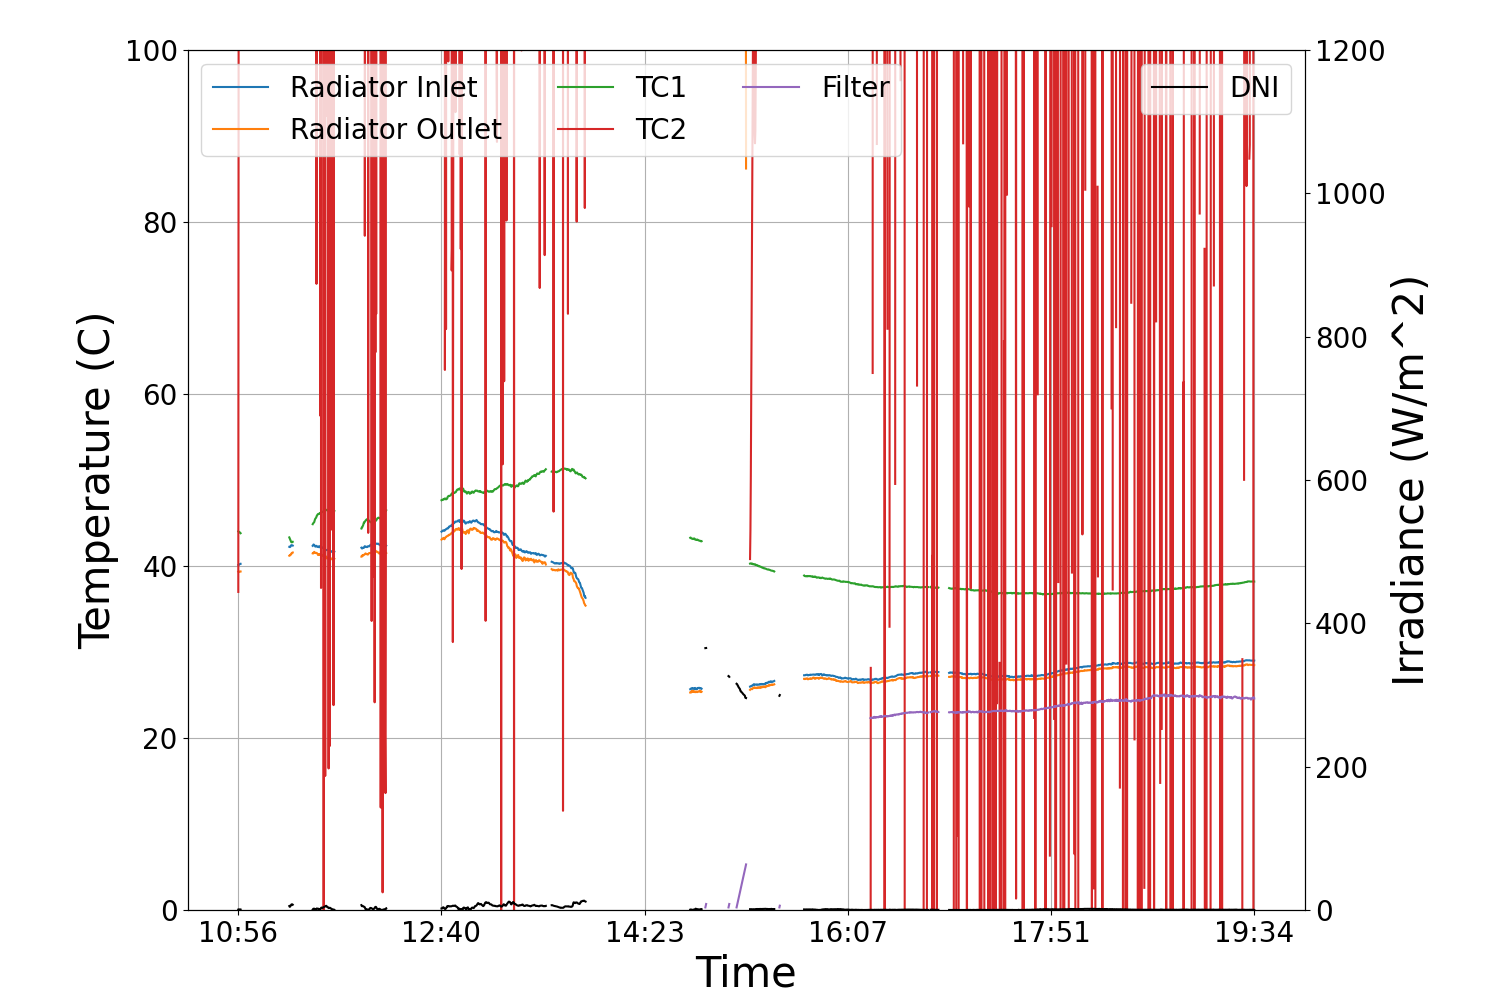 Radiator Inlet
Radiator Outlet
TC1
TC2
Filter
DNI
100
80
60
40
20
0
Temperature (C)
1200
1000
800
600
400
200
0
Irradiance (W/m^2)
10:56
12:40
14:23
16:07
17:51
19:34
Time